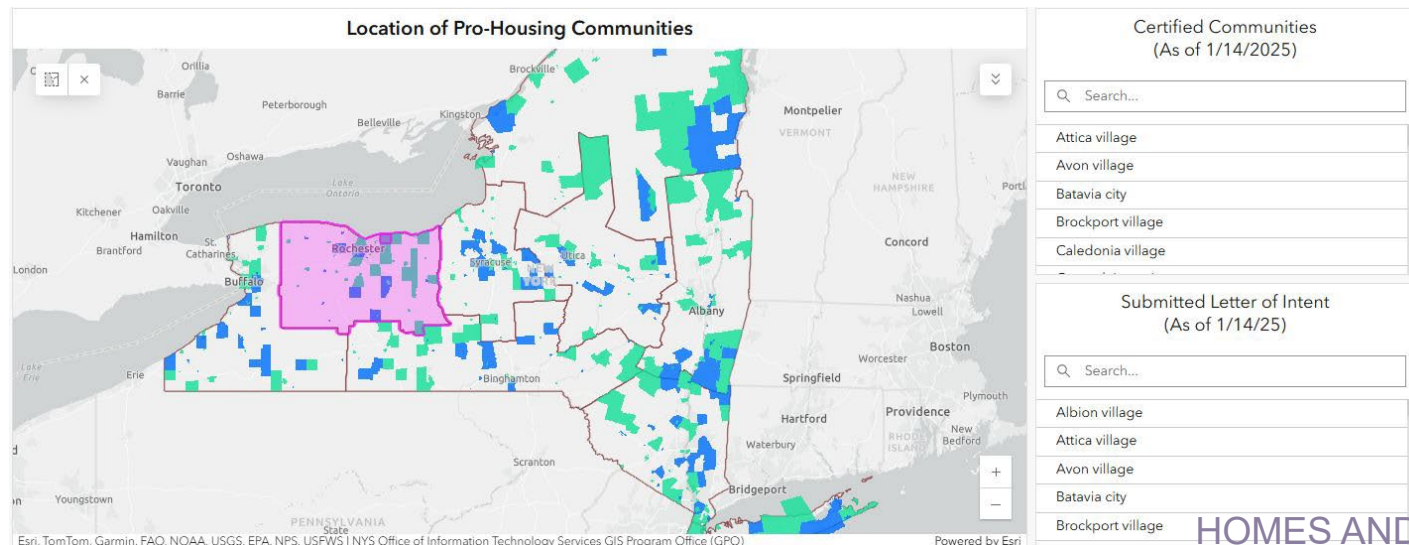 Location of Pro-Housing Communities
Orillia
Barrie
Peterborough
Brockville
Kingston
Belleville
Montpelier
VERMONT
Vaughan
Oshawa
Toronto
Lake
Ontario
NEW
HAMPSHIRE
Portl
Kitchener
Oakville
Hamilton
St.
Catharines
Brantford
London
Rochester
Buffalo
Syracuse
Utica
NEW
YORK
Concord
Nashua
Lowell
Albany
Boston
Worcester
Lake
Erie
Erie
Binghamton
Springfield
Plymouth
Hartford
Providence
RHODE
ISLAND
New
Bedford
Waterbury
Scranton
Bridgeport
Youngstown
PENNSYLVANIA
State
+
−
Esri, TomTom, Garmin, FAO, NOAA, USGS, EPA, NPS, USFWS | NYS Office of Information Technology Services GIS Program Office (GPO)
Powered by Esri
Certified Communities
(As of 1/14/2025)
Search...
Attica village
Avon village
Batavia city
Brockport village
Caledonia village
Submitted Letter of Intent
(As of 1/14/25)
Search...
Albion village
Attica village
Avon village
Batavia city
Brockport village
HOMES AND